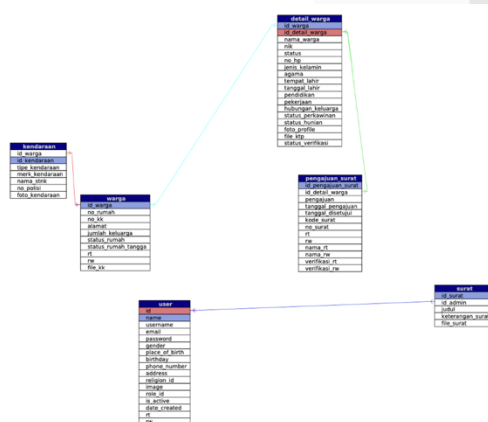 detail_warga
id_warga
id_detail_warga
nama_warga
nik
status
no_hp
jenis_kelamin
agama
tempat_lahir
tanggal_lahir
pendidikan
pekerjaan
hubungan_keluarga
status_perkawinan
status_hunian
foto_profile
file_ktp
status_verifikasi
kendaraan
id_warga
id_kendaraan
tipe_kendaraan
merk_kendaraan
nama_stnk
no_polisi
foto_kendaraan
warga
id_warga
no_rumah
no_kk
alamat
jumlah_keluarga
status_rumah
status_rumah_tangga
rt
rw
file_kk
pengajuan_surat
id_pengajuan_surat
id_detail_warga
pengajuan
tanggal_pengajuan
tanggal_disetujui
kode_surat
no_surat
rt
rw
nama_rt
nama_rw
verifikasi_rt
verifikasi_rw
user
id
name
username
email
password
gender
place_of_birth
birthday
phone_number
address
religion_id
image
role_id
is_active
date_created
rt
surat
id_surat
id_admin
judul
keterangan_surat
file_surat